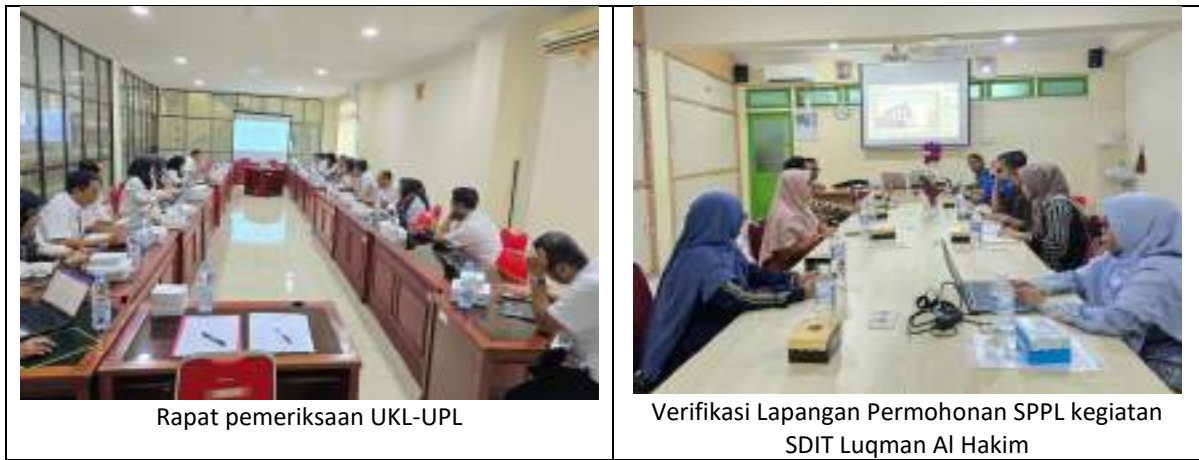 Rapat pemeriksaan UKL-UPL
Verifikasi Lapangan Permohonan SPPL kegiatan
SDIT Luqman Al Hakim